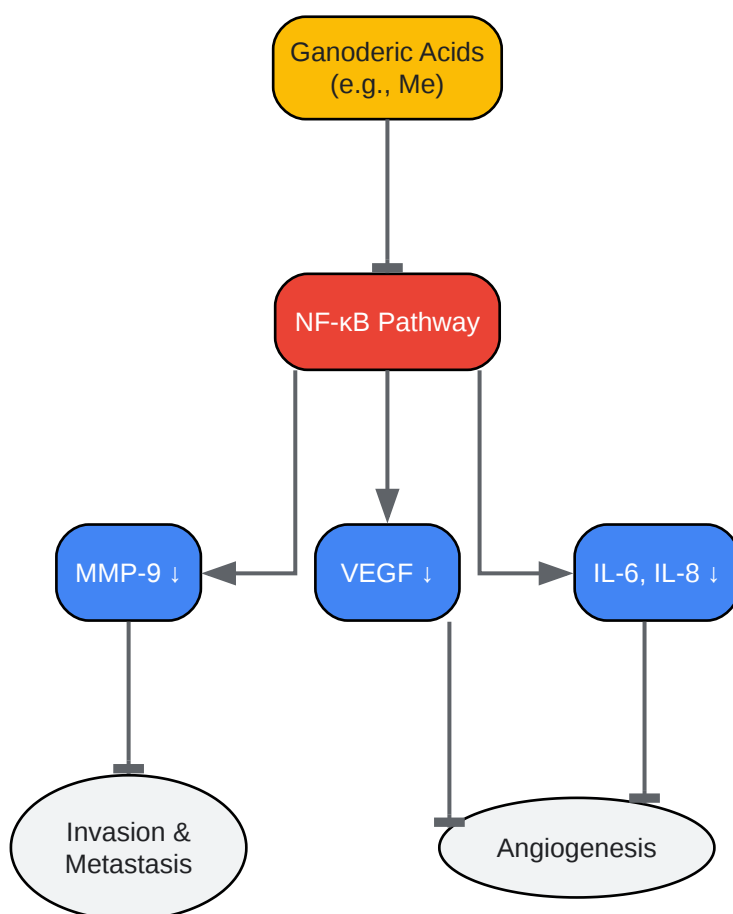 Ganoderic Acids
(e.g., Me)
NF-κB Pathway
MMP-9 ↓
VEGF ↓
IL-6, IL-8 ↓
Invasion &
Metastasis
Angiogenesis